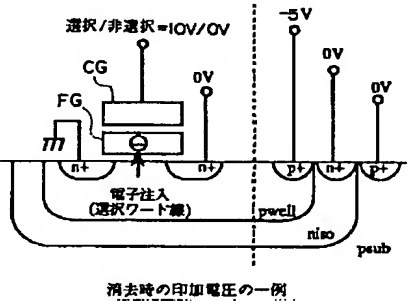 選択/非選択=10V/0V
-5V
CG
0V
0V
FG
0V
n+
n+
p+
n+
p+
電子注入
(選択ワード線)
pwell
niso
psub
消去時の印加電圧の一例